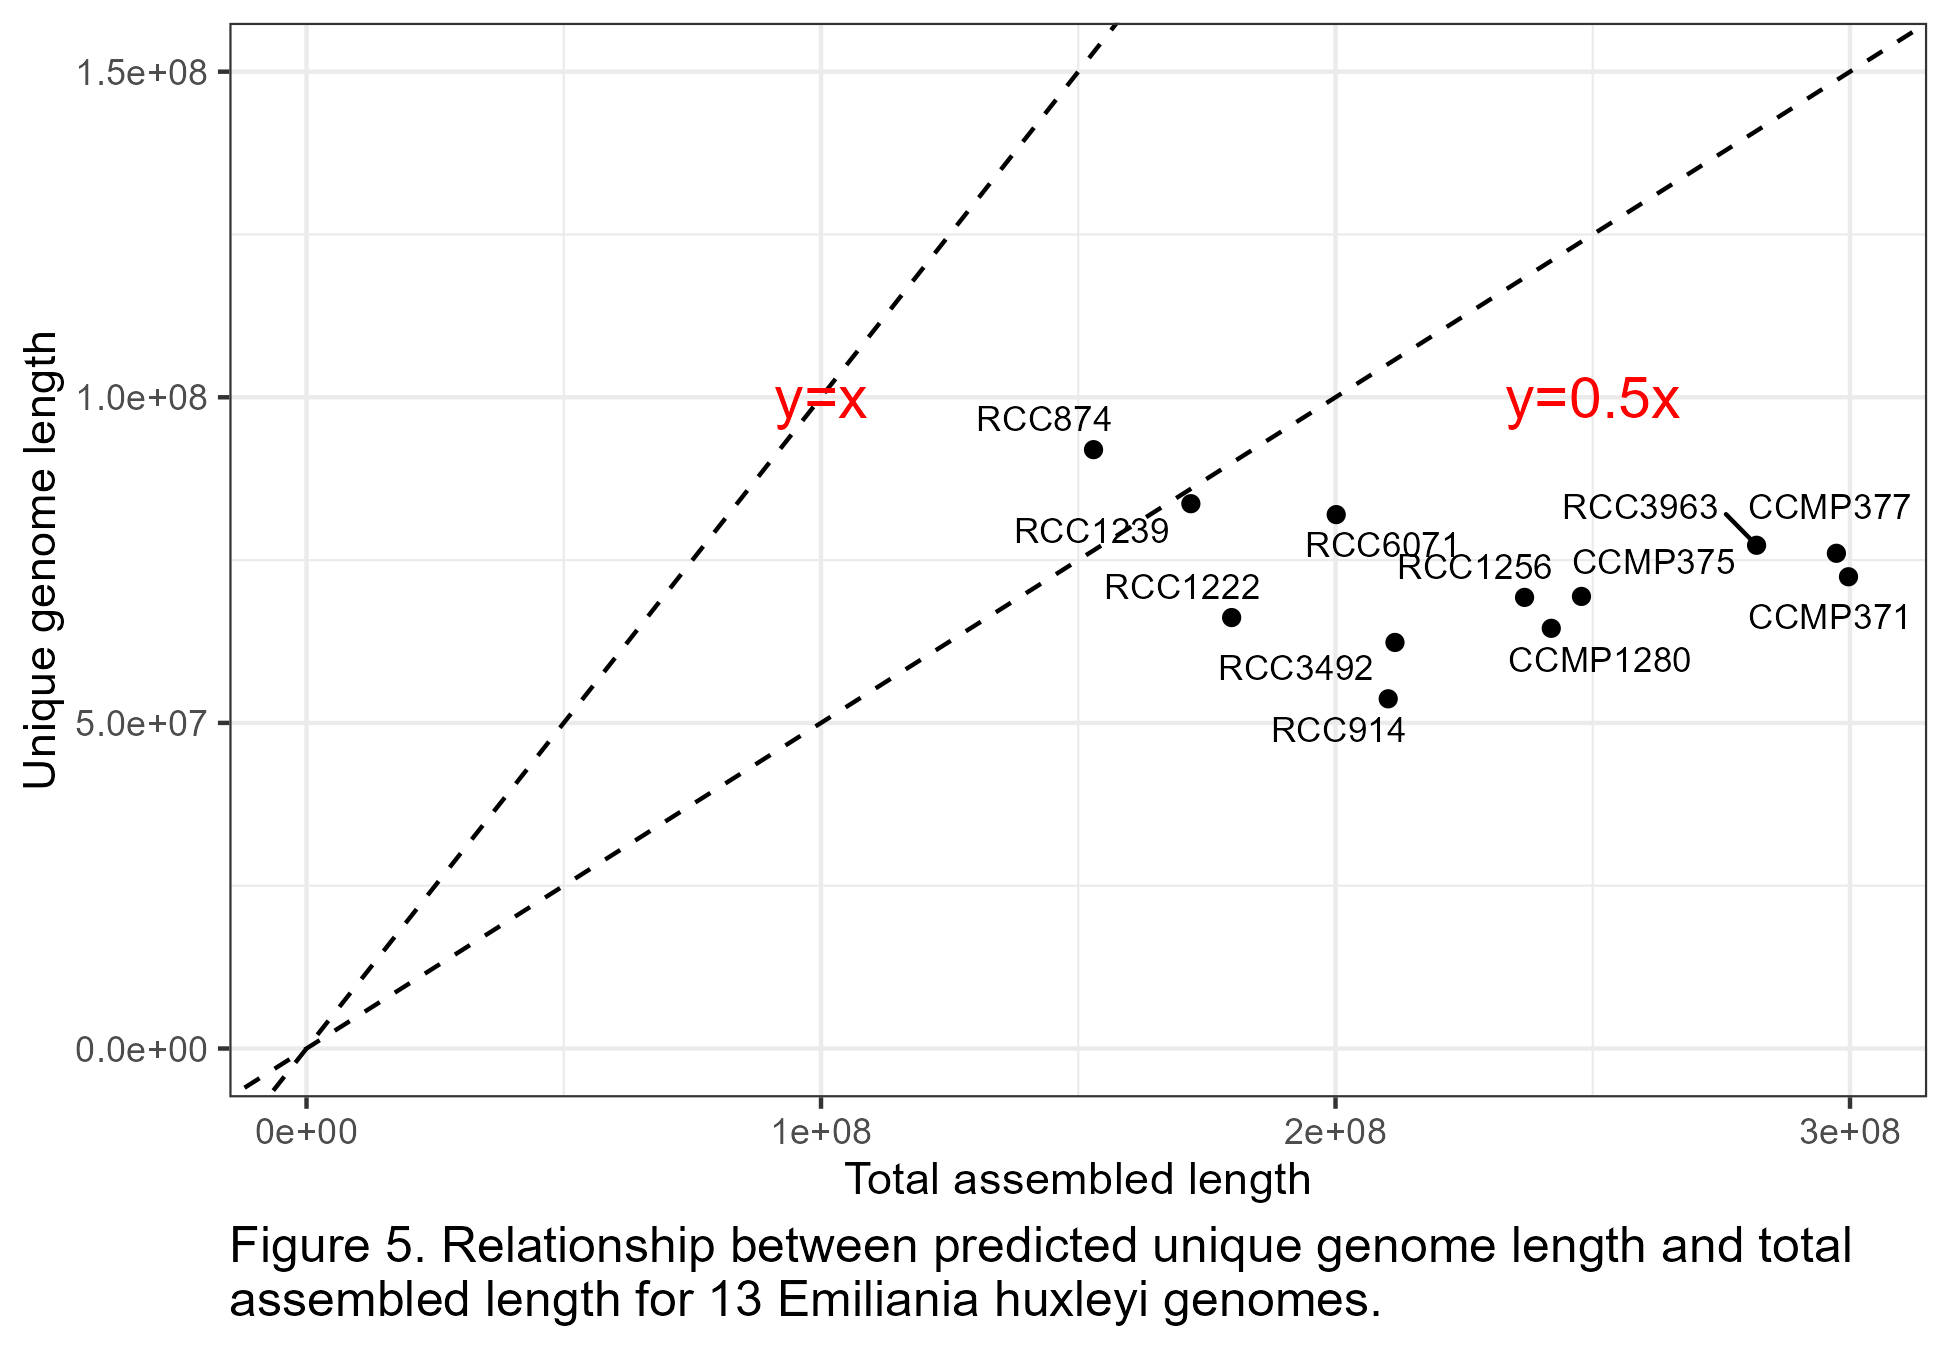 1.5e+08
1.0e+08
5.0e+07
0.0e+00
Unique genome length
y=x
y=0.5x
RCC874
RCC3963
CCMP377
RCC1239
RCC6071
RCC1256
CCMP375
RCC1222
CCMP371
RCC3492
CCMP1280
RCC914
0e+00
1e+08
2e+08
3e+08
Total assembled length
Figure 5. Relationship between predicted unique genome length and total
assembled length for 13 Emiliania huxleyi genomes.